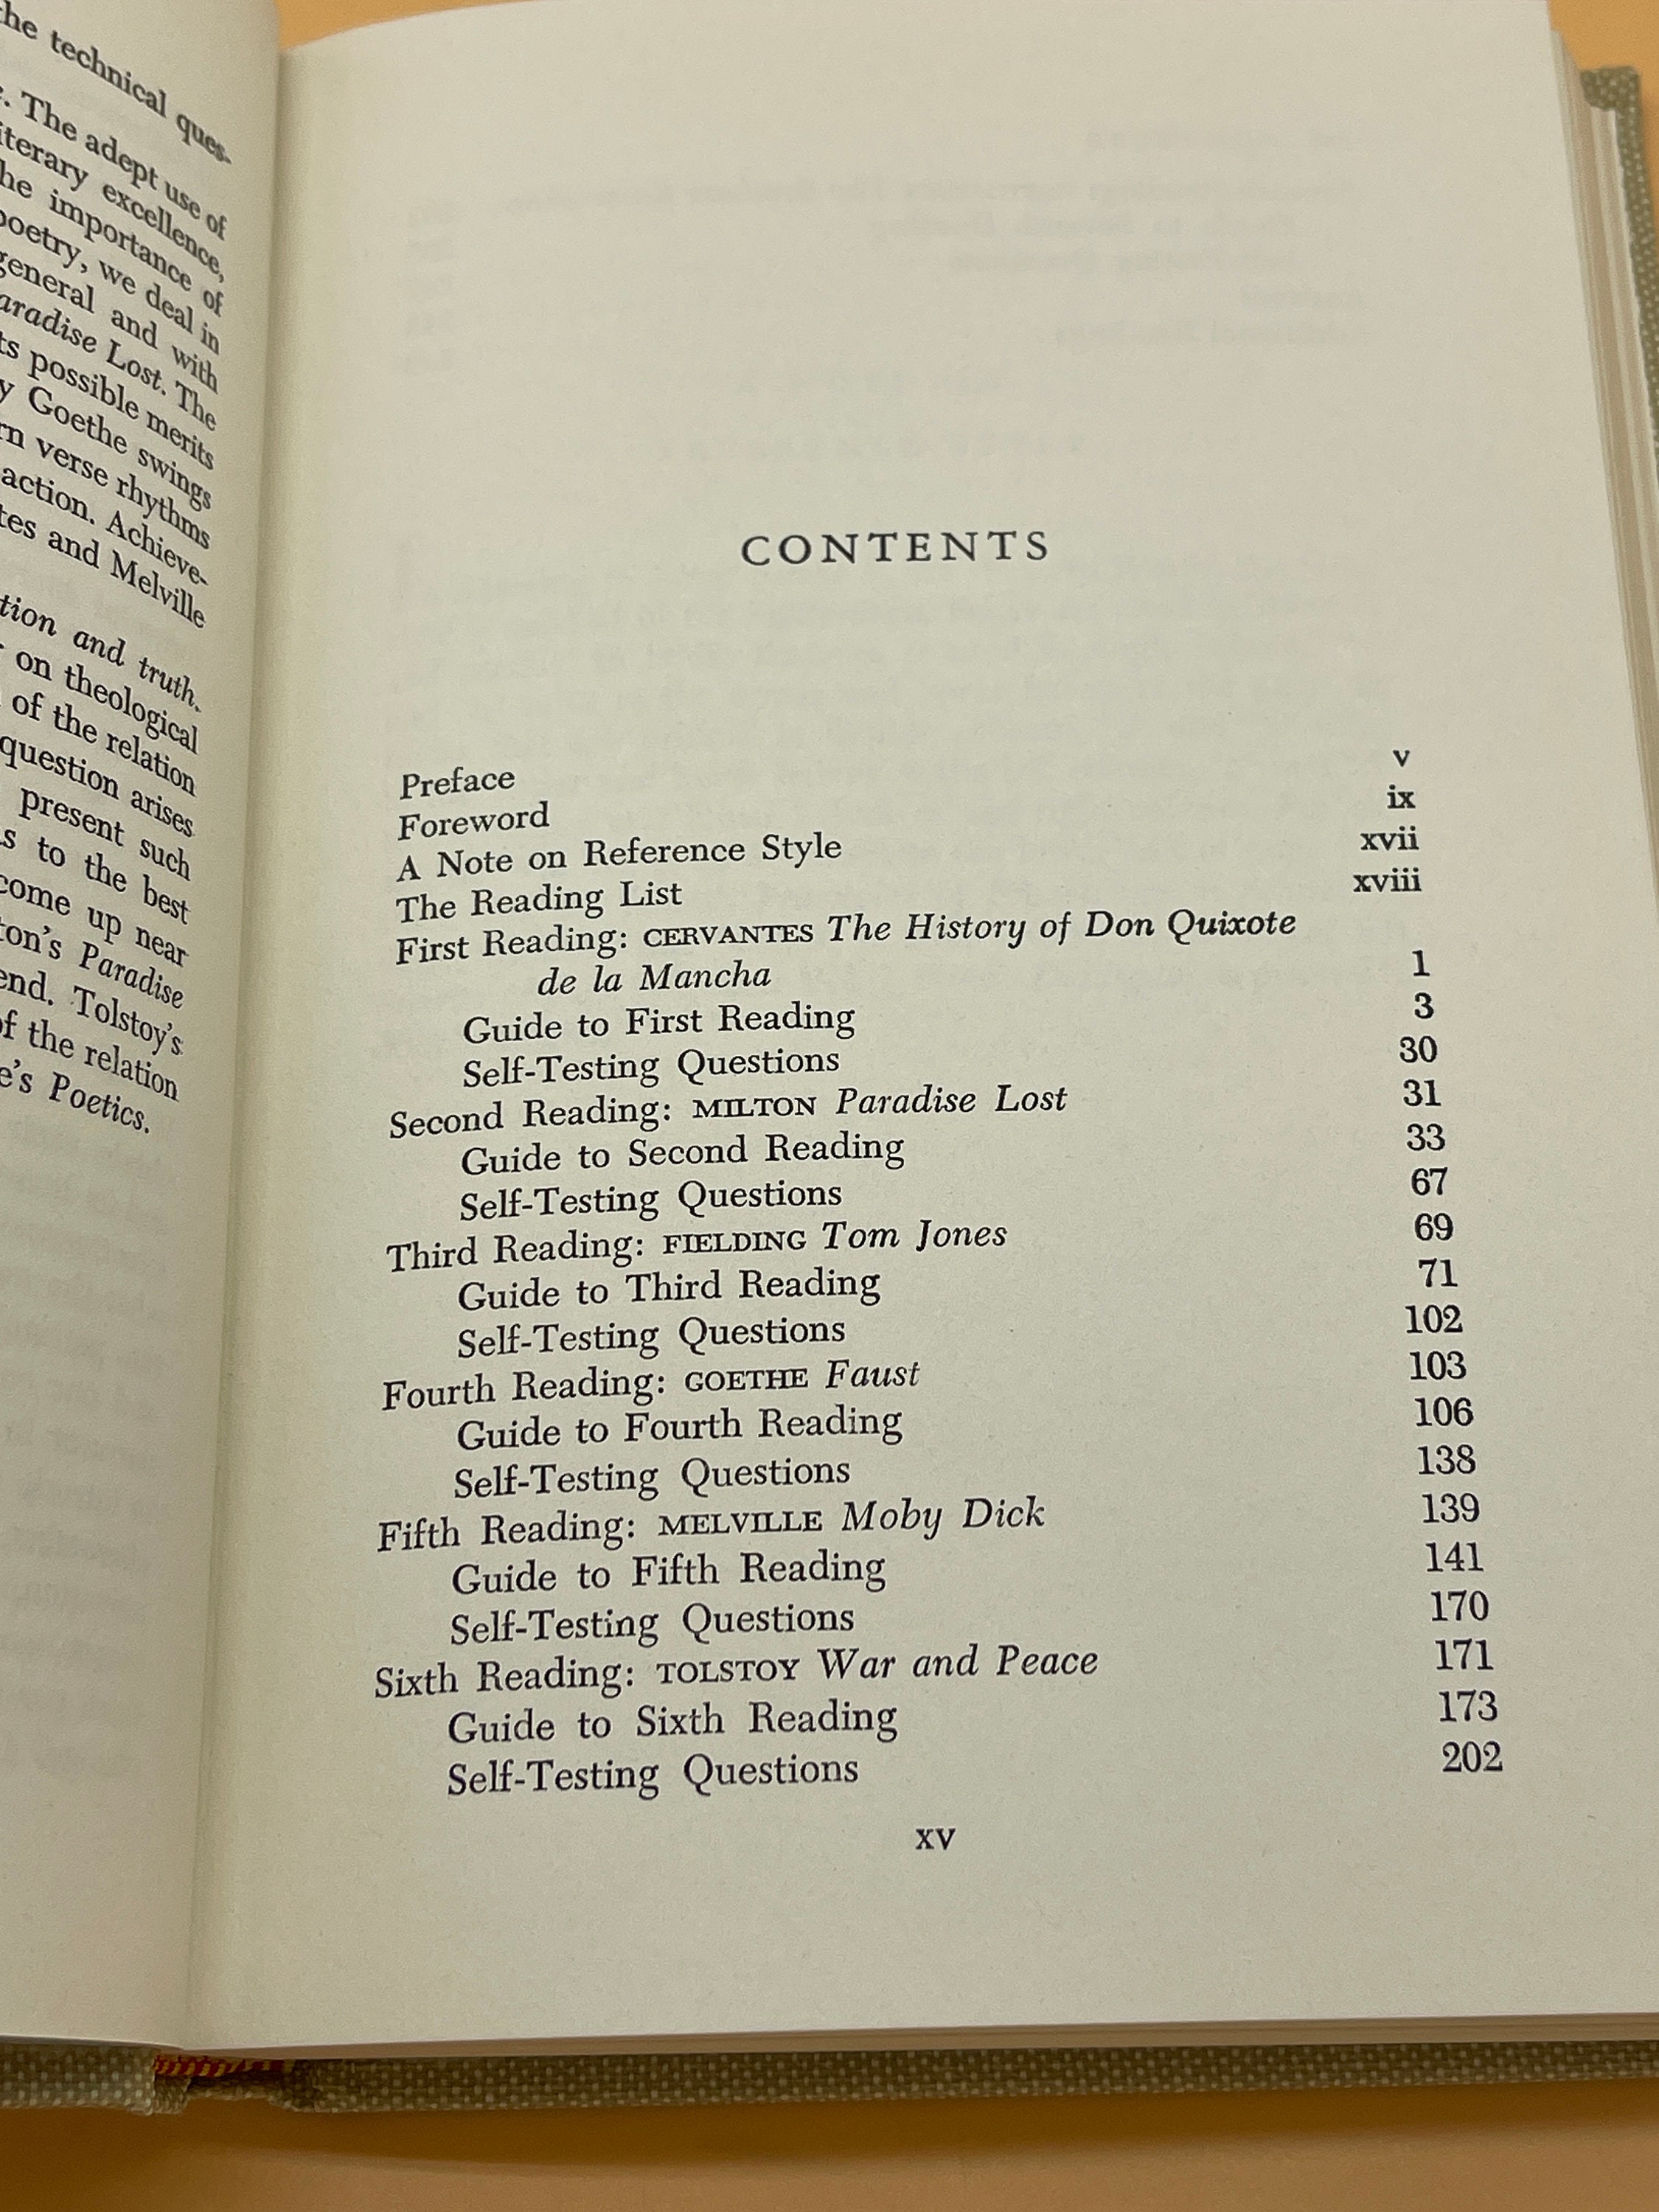 the technical ques-
. The adept use of
iterary excellence,
he importance of
poetry, we deal in
general and with
aradise Lost. The
ts possible merits
y Goethe swings
rn verse rhythms
action. Achieve-
tes and Melville
tion and truth.
on theological
of the relation
question arises
present such
s to the best
come up near
ton's Paradise
end. Tolstoy's
of the relation
e's Poetics.
CONTENTS
Preface v
Foreword ix
A Note on Reference Style xvii
The Reading List xviii
First Reading: CERVANTES The History of Don Quixote
de la Mancha 1
Guide to First Reading 3
Self-Testing Questions 30
Second Reading: MILTON Paradise Lost 31
Guide to Second Reading 33
Self-Testing Questions 67
Third Reading: FIELDING Tom Jones 69
Guide to Third Reading 71
Self-Testing Questions 102
Fourth Reading: GOETHE Faust 103
Guide to Fourth Reading 106
Self-Testing Questions 138
Fifth Reading: MELVILLE Moby Dick 139
Guide to Fifth Reading 141
Self-Testing Questions 170
Sixth Reading: TOLSTOY War and Peace 171
Guide to Sixth Reading 173
Self-Testing Questions 202
xv